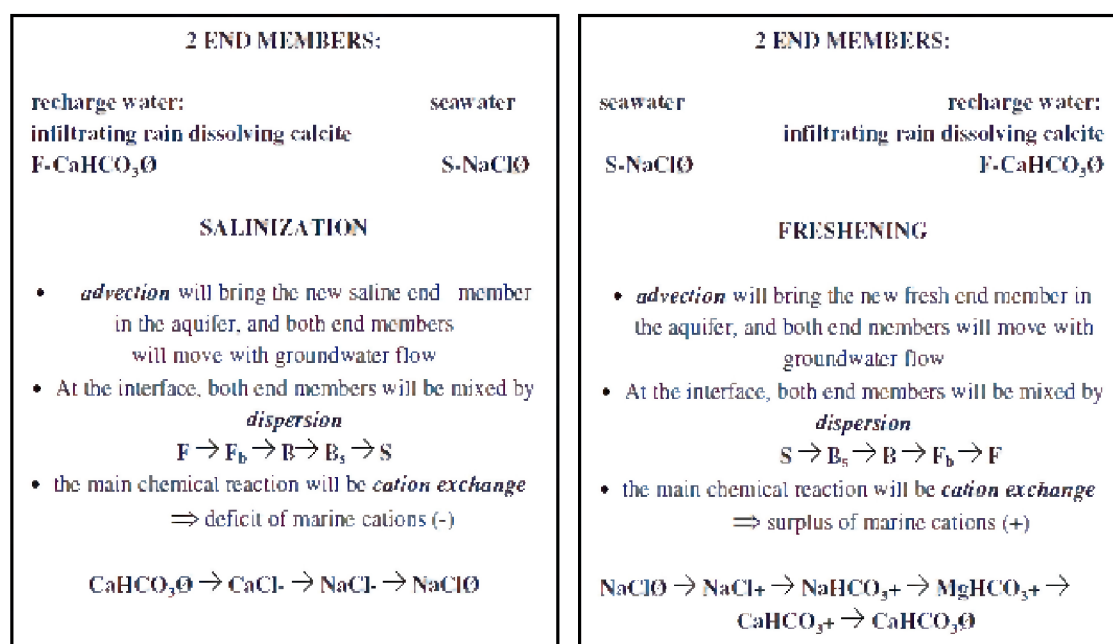 2 END MEMBERS:
recharge water: seawater
infiltrating rain dissolving calcite
F-CaHCO₃Ø S-NaClØ
SALINIZATION
• advection will bring the new saline end member
in the aquifer, and both end members
will move with groundwater flow
• At the interface, both end members will be mixed by
dispersion
F → F_b → B → B_s → S
• the main chemical reaction will be cation exchange
⇒ deficit of marine cations (-)
CaHCO₃Ø → CaCl- → NaCl- → NaClØ
2 END MEMBERS:
seawater recharge water:
infiltrating rain dissolving calcite
S-NaClØ F-CaHCO₃Ø
FRESHENING
• advection will bring the new fresh end member in
the aquifer, and both end members will move with
groundwater flow
• At the interface, both end members will be mixed by
dispersion
S → B_s → B → F_b → F
• the main chemical reaction will be cation exchange
⇒ surplus of marine cations (+)
NaClØ → NaCl+ → NaHCO₃+ → MgHCO₃+ →
CaHCO₃+ → CaHCO₃Ø